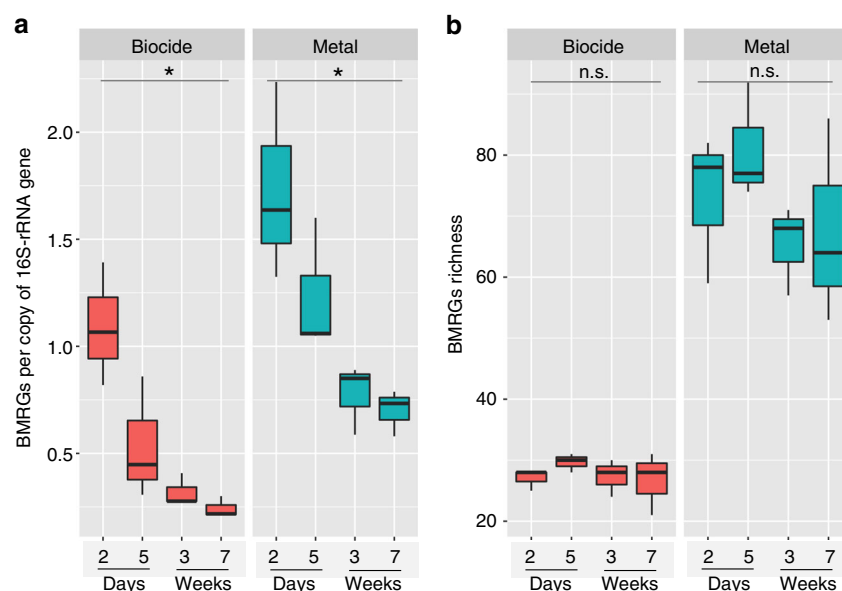 a
Biocide
Metal
*
*
BMRGs per copy of 16S-rRNA gene
2.0
1.5
1.0
0.5
2 5 3 7
Days Weeks
2 5 3 7
Days Weeks
b
Biocide
Metal
n.s.
n.s.
BMRGs richness
80
60
40
20
2 5 3 7
Days Weeks
2 5 3 7
Days Weeks